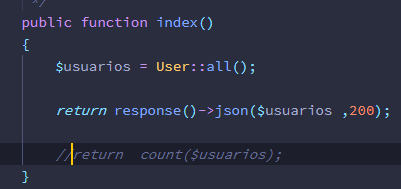 */
public function index()
{
$usuarios = User::all();
return response()->json($usuarios ,200);
//return  count($usuarios);
}